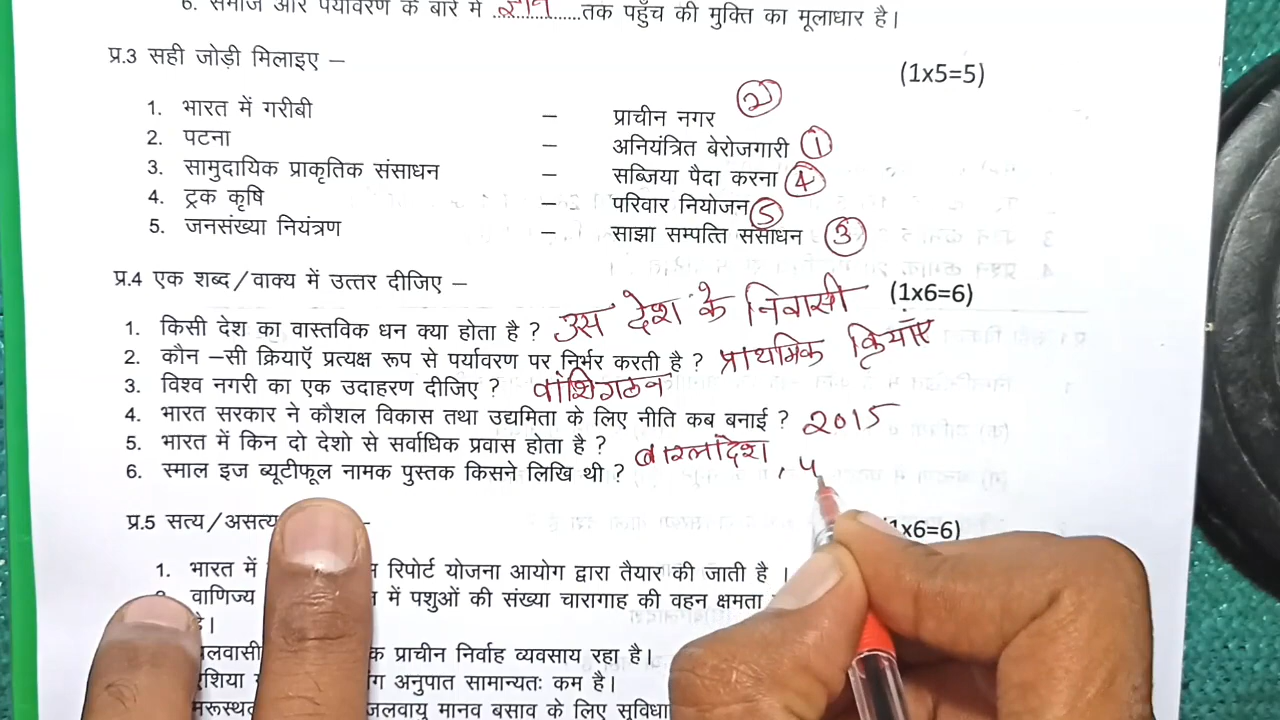 6. समाज और पर्यावरण के बारे में ज्ञान तक पहुँच की मुक्ति का मूलाधार है।
प्र.3 सही जोड़ी मिलाइए – (1x5=5)
1. भारत में गरीबी – प्राचीन नगर 2
2. पटना – अनियंत्रित बेरोजगारी 1
3. सामुदायिक प्राकृतिक संसाधन – सब्जिया पैदा करना 4
4. ट्रक कृषि – परिवार नियोजन 5
5. जनसंख्या नियंत्रण – साझा सम्पत्ति संसाधन 3
प्र.4 एक शब्द/वाक्य में उत्तर दीजिए – (1x6=6)
1. किसी देश का वास्तविक धन क्या होता है ? उस देश के निवासी
2. कौन –सी क्रियाएँ प्रत्यक्ष रूप से पर्यावरण पर निर्भर करती है ? प्राथमिक क्रियाएँ
3. विश्व नगरी का एक उदाहरण दीजिए ? वाशिंगठन
4. भारत सरकार ने कौशल विकास तथा उद्यमिता के लिए नीति कब बनाई ? 2015
5. भारत में किन दो देशो से सर्वाधिक प्रवास होता है ? बाग्लांदेश ,
6. स्माल इज ब्यूटीफूल नामक पुस्तक किसने लिखि थी ?
प्र.5 सत्य/असत्य – (1x6=6)
1. भारत में रिपोर्ट योजना आयोग द्वारा तैयार की जाती है ।
वाणिज्य में पशुओं की संख्या चारागाह की वहन क्षमता
है।
प्राचीन निर्वाह व्यवसाय रहा है।
अनुपात सामान्यतः कम है।
जलवायु मानव बसाव के लिए